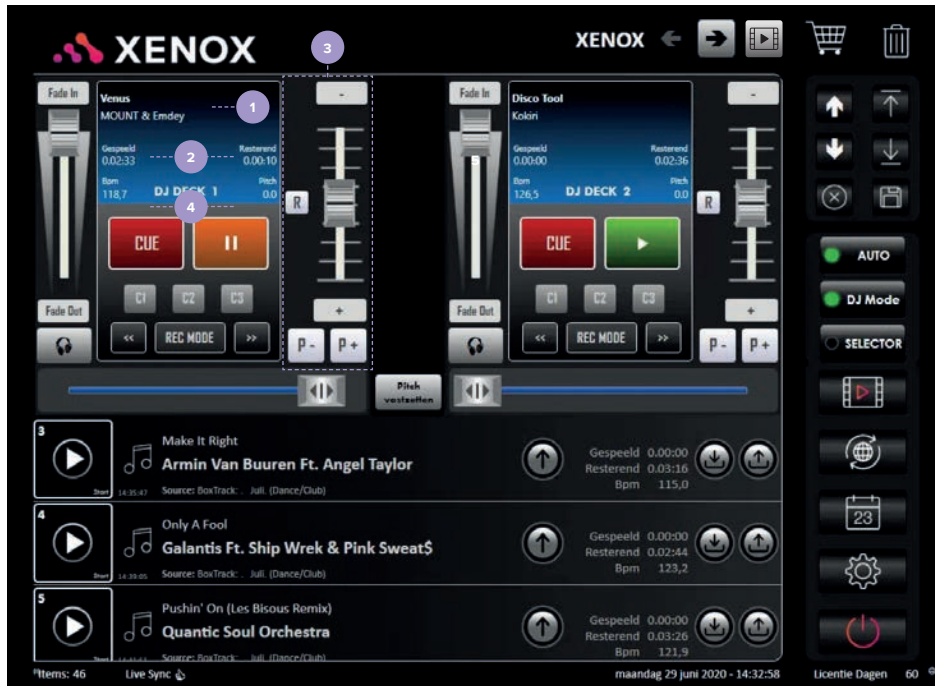 XENOX
XENOX
3
Fade In
Venus
MOUNT & Emdey
1
Gespeeld
Resterend
0.02:33
2
0.00:10
Bpm
Pitch
118,7
DJ DECK 1
0.0
4
CUE
C1
C2
C3
Fade Out
<<
REC MODE
>>
-
R
+
P -
P +
Fade In
Disco Tool
Kokiri
Gespeeld
Resterend
0.00:00
0.02:36
Bpm
Pitch
126,5
DJ DECK 2
0.0
S
CUE
C1
C2
C3
Fade Out
<<
REC MODE
>>
-
R
+
P -
P +
Pitch
vastzetten
AUTO
DJ Mode
SELECTOR
23
3
Start
14:35:47
Make It Right
Armin Van Buuren Ft. Angel Taylor
Source: BoxTrack: . Juli. (Dance/Club)
Gespeeld 0.00:00
Resterend 0.03:16
Bpm 115,0
4
Start
14:39:05
Only A Fool
Galantis Ft. Ship Wrek & Pink Sweat$
Source: BoxTrack: . Juli. (Dance/Club)
Gespeeld 0.00:00
Resterend 0.02:44
Bpm 123,2
5
Start
Pushin' On (Les Bisous Remix)
Quantic Soul Orchestra
Source: BoxTrack: . Juli. (Dance/Club)
Gespeeld 0.00:00
Resterend 0.03:26
Bpm 121,9
Items: 46
Live Sync
maandag 29 juni 2020 - 14:32:58
Licentie Dagen 60